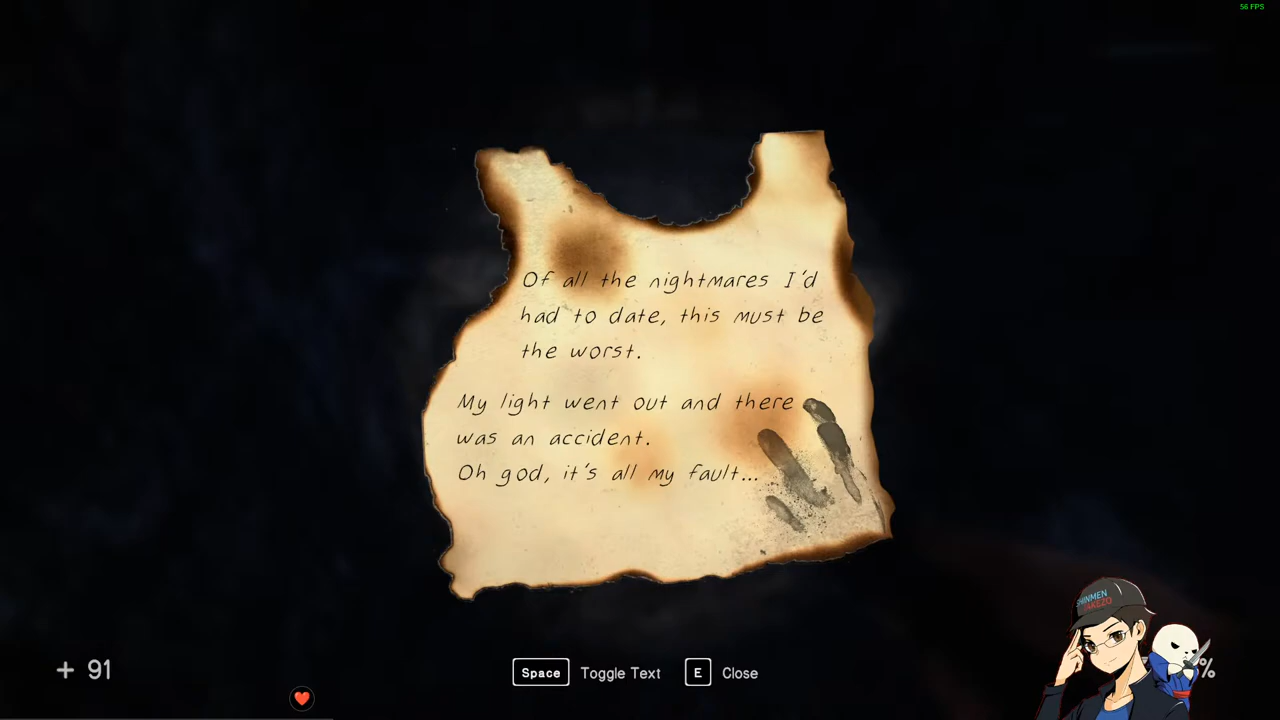 56 FPS
Of all the nightmares I'd
had to date, this must be
the worst.
My light went out and there
was an accident.
Oh god, it's all my fault...
+ 91
Space Toggle Text E Close
%